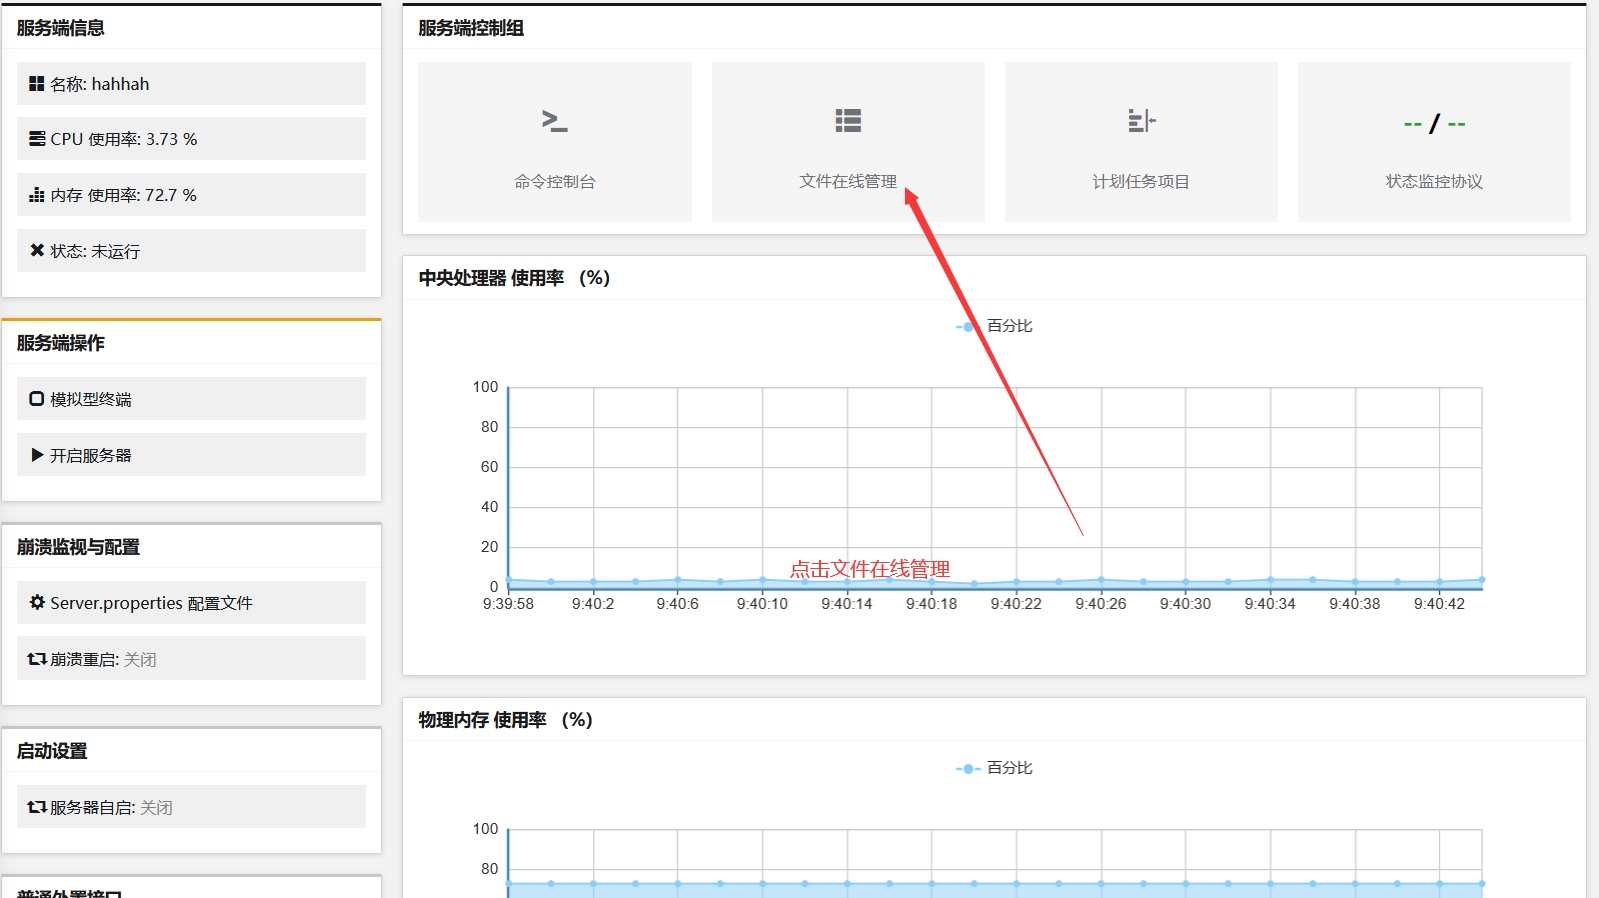 服务端信息
名称: hahhah
CPU 使用率: 3.73 %
内存 使用率: 72.7 %
状态: 未运行
服务端操作
模拟型终端
开启服务器
崩溃监视与配置
Server.properties 配置文件
崩溃重启: 关闭
启动设置
服务器自启: 关闭
普通外置接口
服务端控制组
命令控制台
文件在线管理
计划任务项目
-- / --
状态监控协议
中央处理器 使用率 （%）
百分比
100
80
60
40
20
0
点击文件在线管理
9:39:58 9:40:2 9:40:6 9:40:10 9:40:14 9:40:18 9:40:22 9:40:26 9:40:30 9:40:34 9:40:38 9:40:42
物理内存 使用率 （%）
百分比
100
80